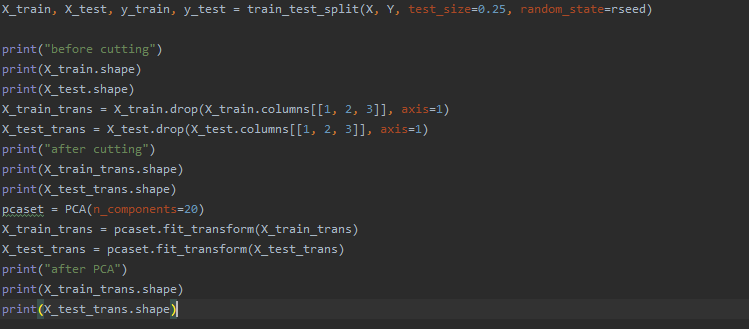 X_train, X_test, y_train, y_test = train_test_split(X, Y, test_size=0.25, random_state=rseed)
print("before cutting")
print(X_train.shape)
print(X_test.shape)
X_train_trans = X_train.drop(X_train.columns[[1, 2, 3]], axis=1)
X_test_trans = X_test.drop(X_test.columns[[1, 2, 3]], axis=1)
print("after cutting")
print(X_train_trans.shape)
print(X_test_trans.shape)
pcaset = PCA(n_components=20)
X_train_trans = pcaset.fit_transform(X_train_trans)
X_test_trans = pcaset.fit_transform(X_test_trans)
print("after PCA")
print(X_train_trans.shape)
print(X_test_trans.shape)